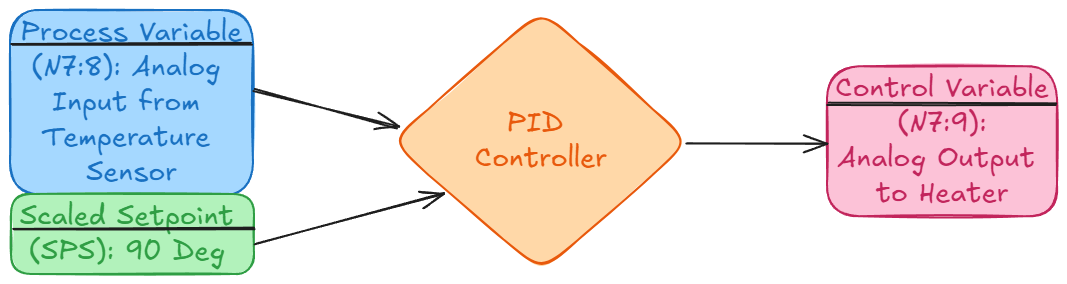 Process Variable
(N7:8): Analog
Input from
Temperature
Sensor
Scaled Setpoint
(SPS): 90 Deg
PID
Controller
Control Variable
(N7:9):
Analog Output
to Heater